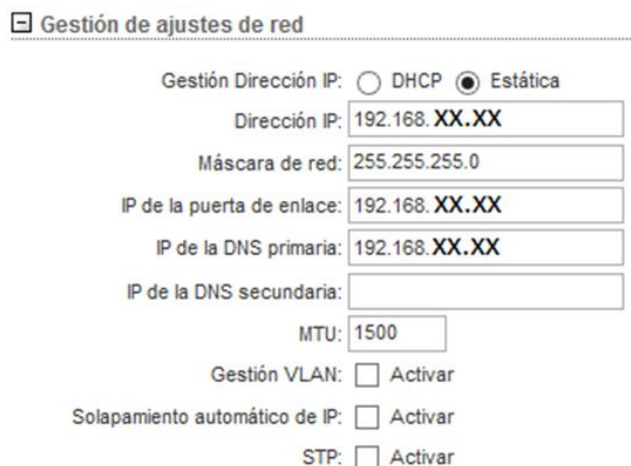 Gestión de ajustes de red
Gestión Dirección IP: DHCP Estática
Dirección IP: 192.168.XX.XX
Máscara de red: 255.255.255.0
IP de la puerta de enlace: 192.168.XX.XX
IP de la DNS primaria: 192.168.XX.XX
IP de la DNS secundaria:
MTU: 1500
Gestión VLAN: Activar
Solapamiento automático de IP: Activar
STP: Activar